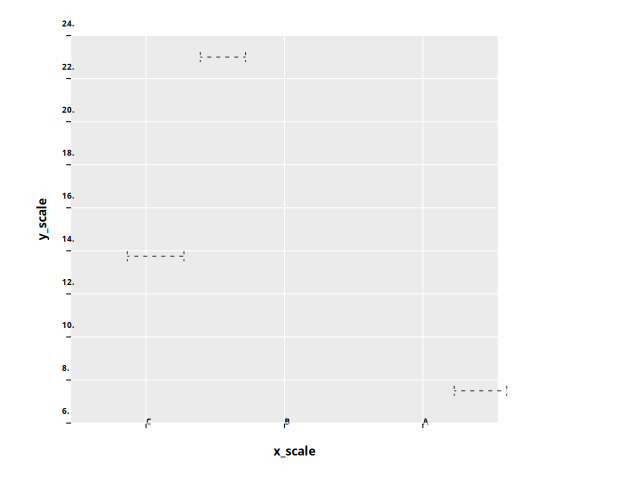 24.
22.
20.
18.
16.
14.
12.
10.
8.
6.
y_scale
C
B
A
x_scale